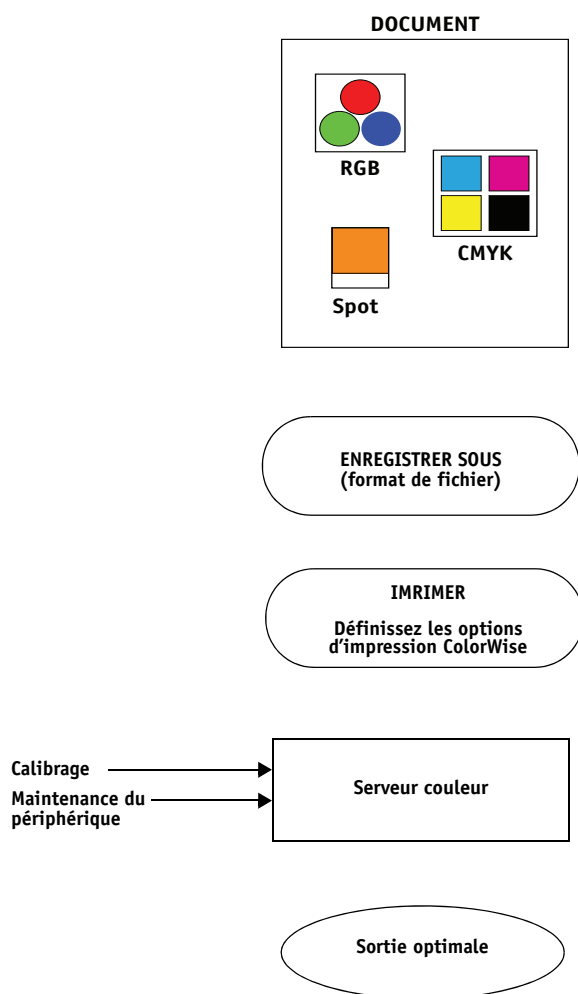 DOCUMENT
RGB
CMYK
Spot
ENREGISTRER SOUS
(format de fichier)
IMRIMER
Définissez les options
d'impression ColorWise
Calibrage
Maintenance du
périphérique
Serveur couleur
Sortie optimale